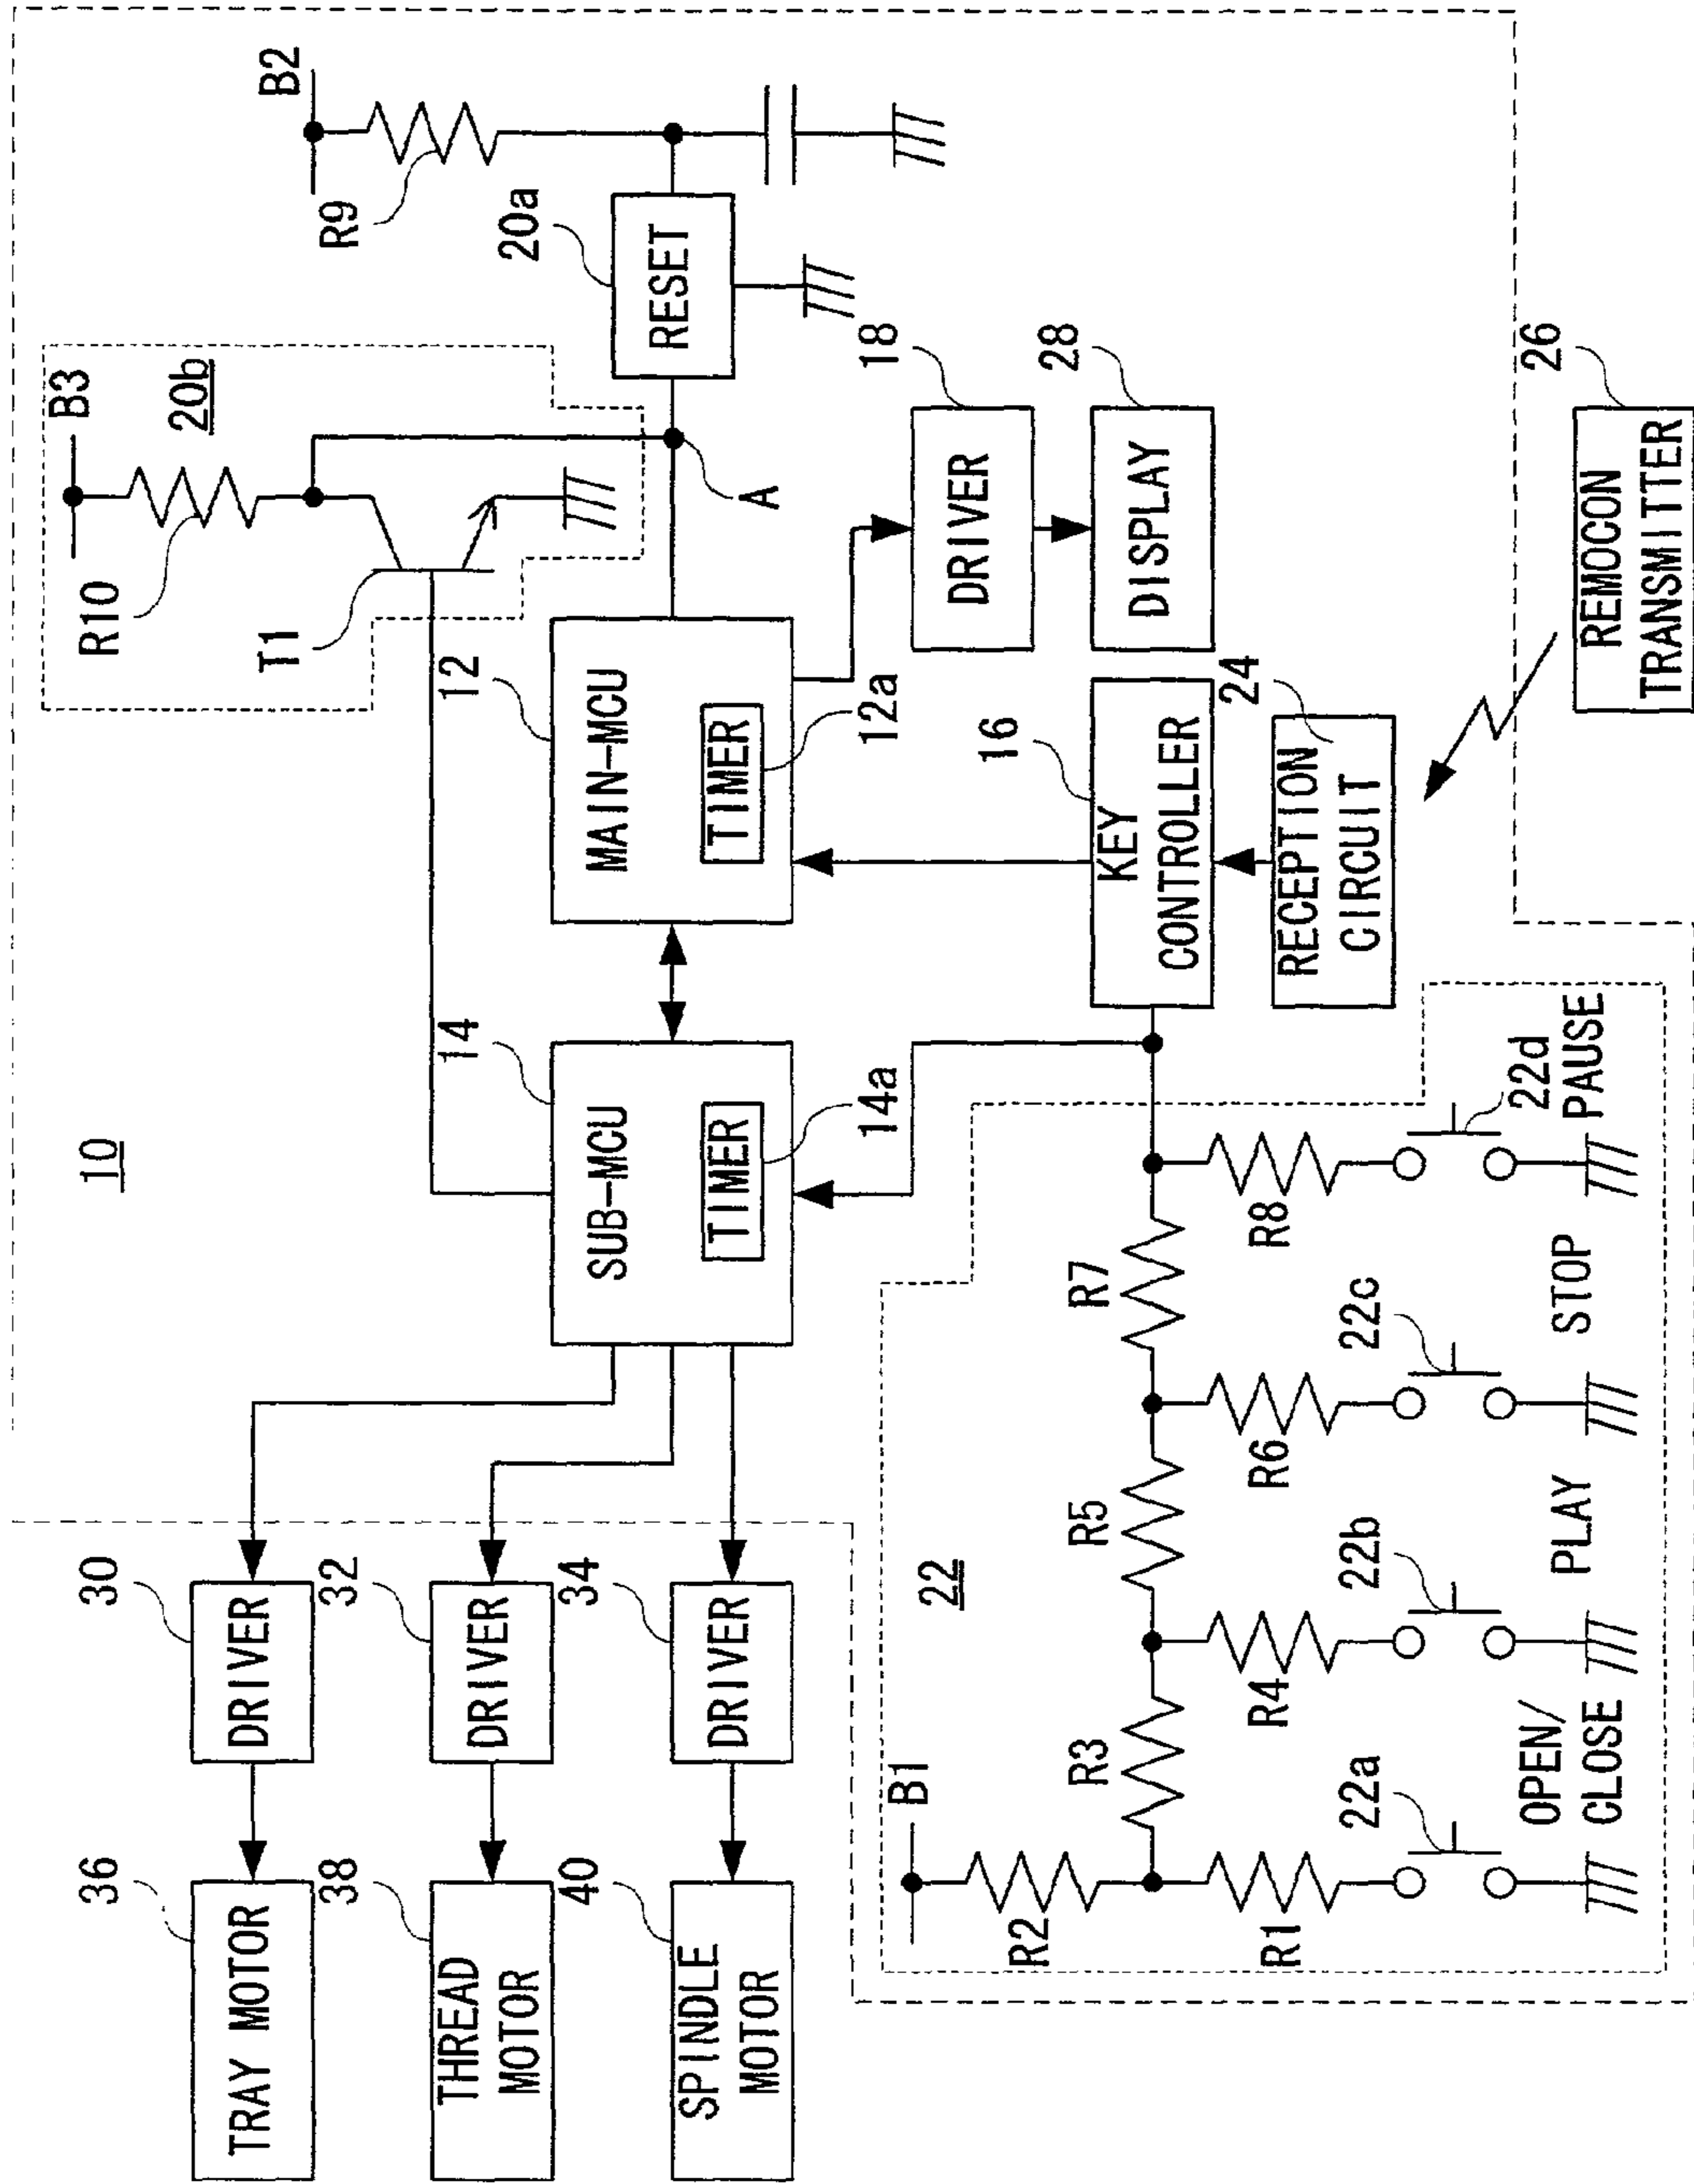 10
36
TRAY MOTOR
30
DRIVER
38
THREAD
MOTOR
32
DRIVER
40
SPINDLE
MOTOR
34
DRIVER
14
SUB-MCU
TIMER
14a
12
MAIN-MCU
TIMER
12a
R10
B3
20b
T1
A
R9
B2
20a
RESET
18
DRIVER
28
DISPLAY
16
KEY
CONTROLLER
24
RECEPTION
CIRCUIT
26
REMOCON
TRANSMITTER
22
B1
R2
R3
R5
R7
R1
R4
R6
R8
22a
22b
22c
22d
OPEN/
CLOSE
PLAY
STOP
PAUSE